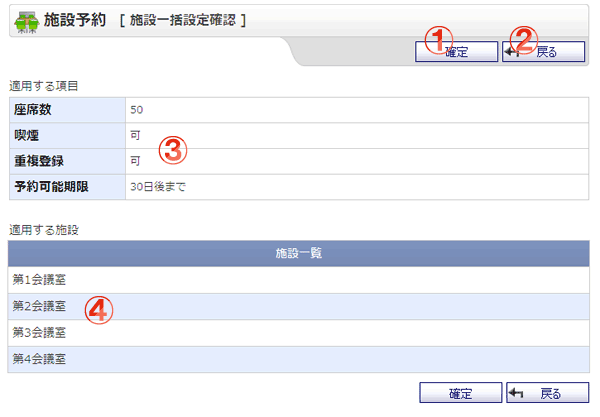 施設予約 [ 施設一括設定確認 ]
① 確定 ② 戻る
適用する項目
座席数 50
喫煙 可
重複登録 可
③
予約可能期限 30日後まで
適用する施設
施設一覧
第1会議室
第2会議室 ④
第3会議室
第4会議室
確定 戻る